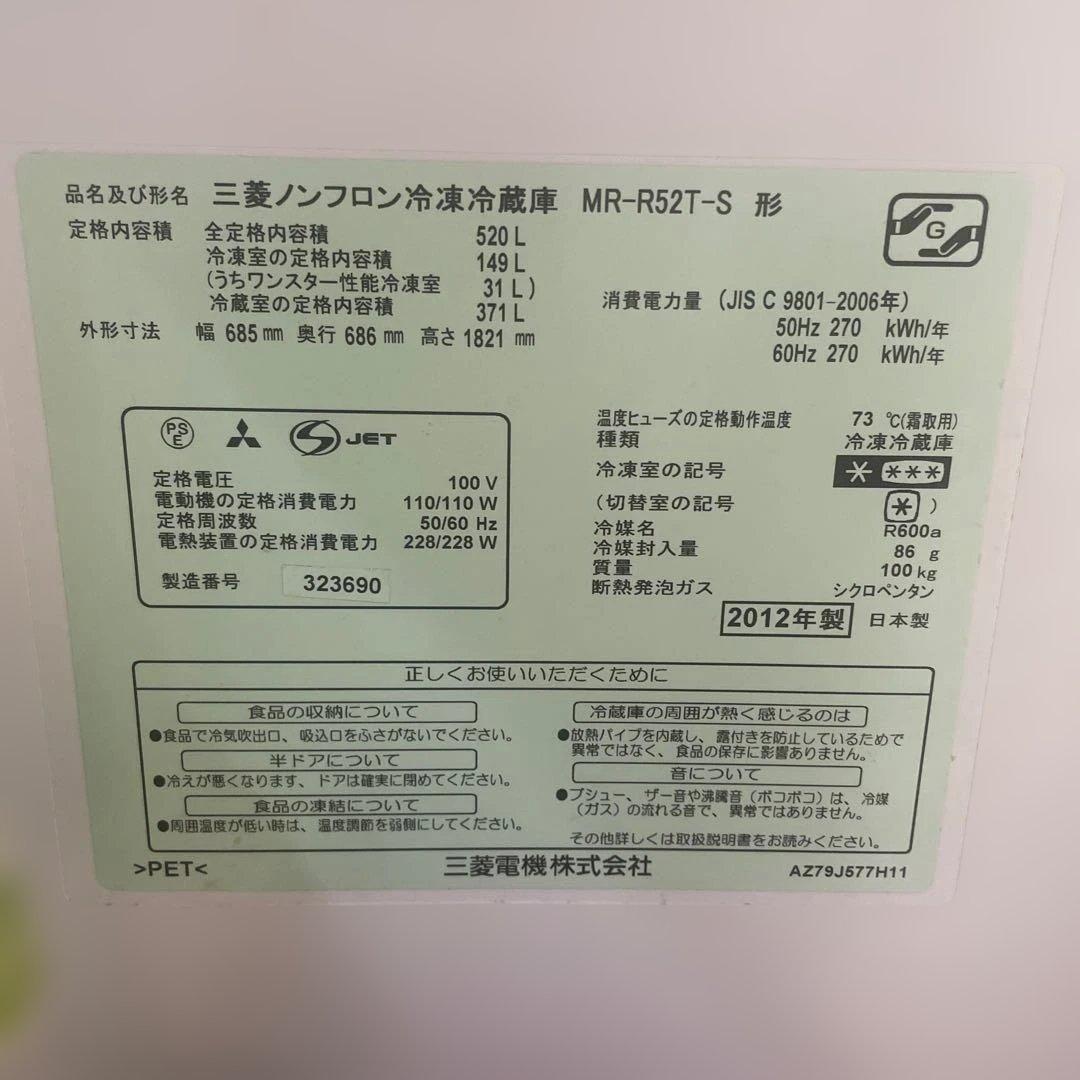 品名及び形名 三菱ノンフロン冷凍冷蔵庫 MR-R52T-S 形
定格内容積 全定格内容積 520 L
冷凍室の定格内容積 149 L
(うちワンスター性能冷凍室 31 L)
冷蔵室の定格内容積 371 L
外形寸法 幅 685 mm 奥行 686 mm 高さ 1821 mm
G
消費電力量 (JIS C 9801-2006年)
50Hz 270 kWh/年
60Hz 270 kWh/年
PSE JET
定格電圧 100 V
電動機の定格消費電力 110/110 W
定格周波数 50/60 Hz
電熱装置の定格消費電力 228/228 W
製造番号 323690
温度ヒューズの定格動作温度 73 ℃(霜取用)
種類 冷凍冷蔵庫
冷凍室の記号 * ***
(切替室の記号 * )
冷媒名 R600a
冷媒封入量 86 g
質量 100 kg
断熱発泡ガス シクロペンタン
2012年製 日本製
正しくお使いいただくために
食品の収納について
●食品で冷気吹出口、吸込口をふさがないでください。
半ドアについて
●冷えが悪くなります、ドアは確実に閉めてください。
食品の凍結について
●周囲温度が低い時は、温度調節を弱側にしてください。
冷蔵庫の周囲が熱く感じるのは
●放熱パイプを内蔵し、露付きを防止しているためで
異常ではなく、食品の保存に影響ありません。
音について
●プシュー、ザー音や沸騰音(ポコポコ)は、冷媒
(ガス)の流れる音で、異常ではありません。
その他詳しくは取扱説明書をお読みください。
>PET< 三菱電機株式会社 AZ79J577H11